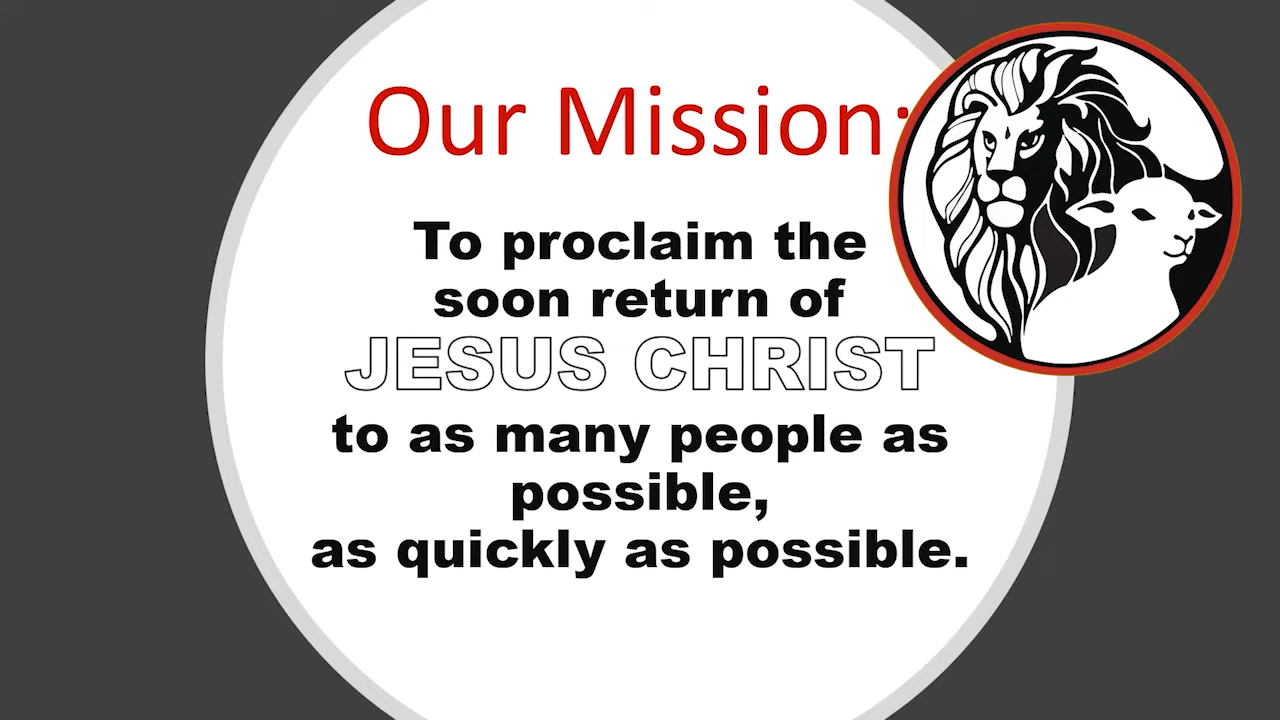 Our Mission:
To proclaim the
soon return of
JESUS CHRIST
to as many people as
possible,
as quickly as possible.